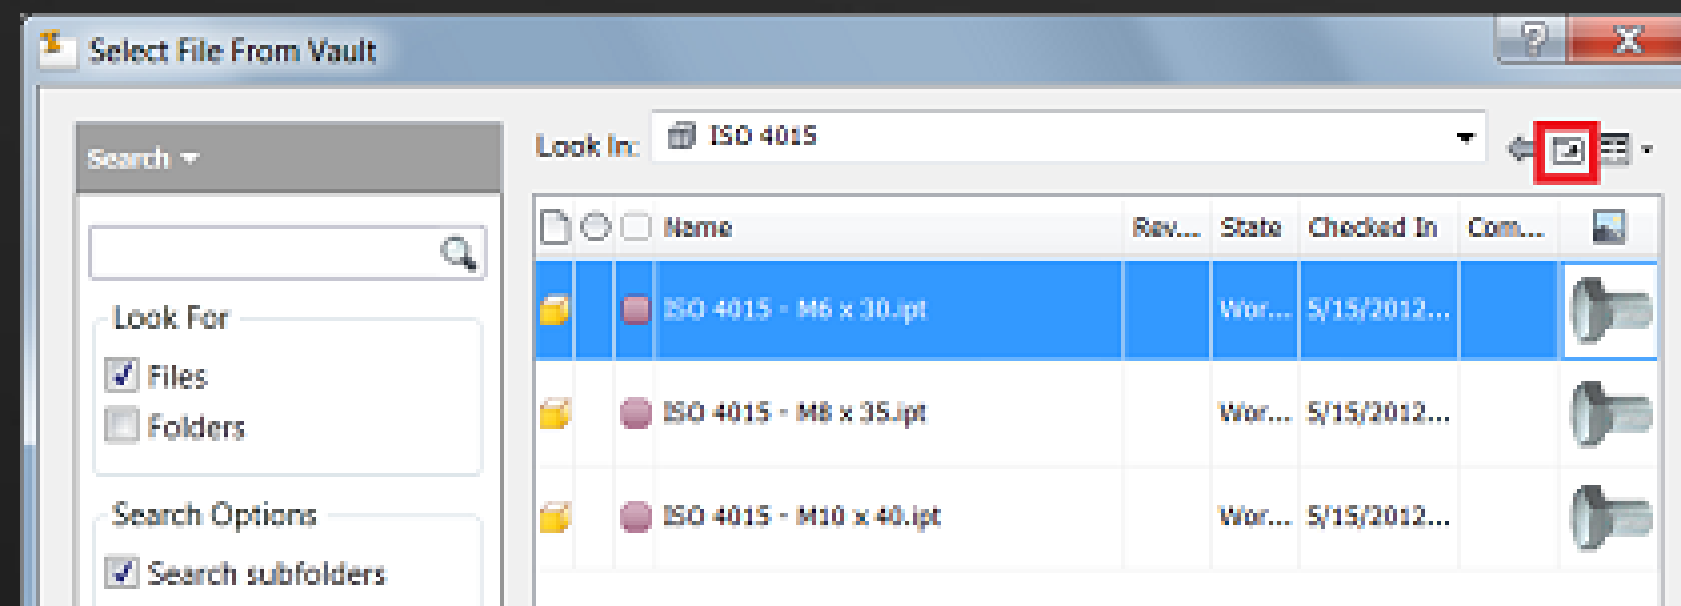 Select File From Vault
Search
Look In: ISO 4015
Name Rev... State Checked In Com...
Look For
Files
Folders
Search Options
Search subfolders
ISO 4015 - M6 x 30.ipt Wor... 5/15/2012...
ISO 4015 - M8 x 35.ipt Wor... 5/15/2012...
ISO 4015 - M10 x 40.ipt Wor... 5/15/2012...